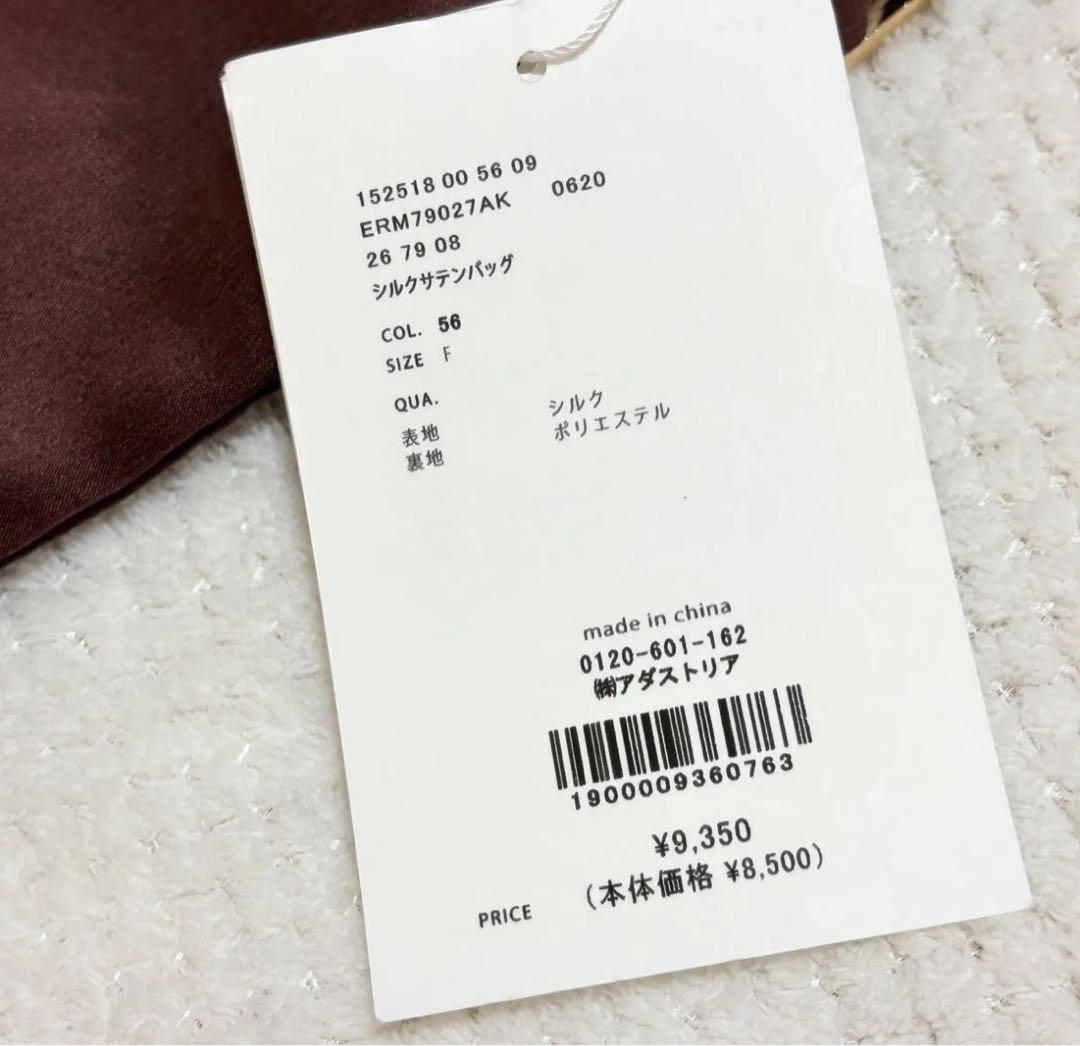 152518 00 56 09
ERM79027AK 0620
26 79 08
シルクサテンバッグ
COL. 56
SIZE F
QUA.
表地 シルク
裏地 ポリエステル
made in china
0120-601-162
㈱アダストリア
1900009360763
¥9,350
(本体価格 ¥8,500)
PRICE